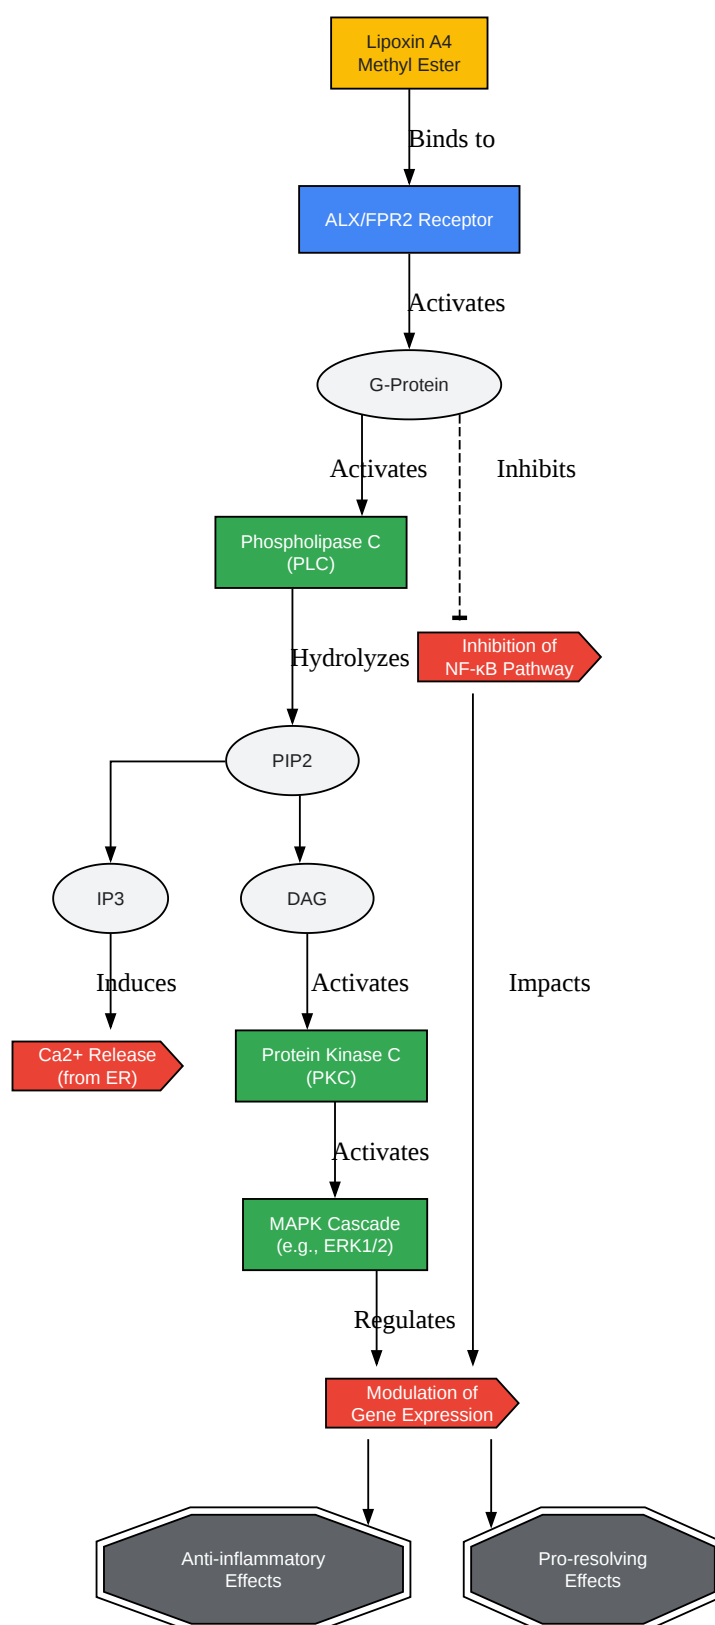 Lipoxin A4
Methyl Ester
Binds to
ALX/FPR2 Receptor
Activates
G-Protein
Activates
Inhibits
Phospholipase C
(PLC)
Hydrolyzes
Inhibition of
NF-κB Pathway
PIP2
IP3
DAG
Induces
Activates
Impacts
Ca2+ Release
(from ER)
Protein Kinase C
(PKC)
Activates
MAPK Cascade
(e.g., ERK1/2)
Regulates
Modulation of
Gene Expression
Anti-inflammatory
Effects
Pro-resolving
Effects